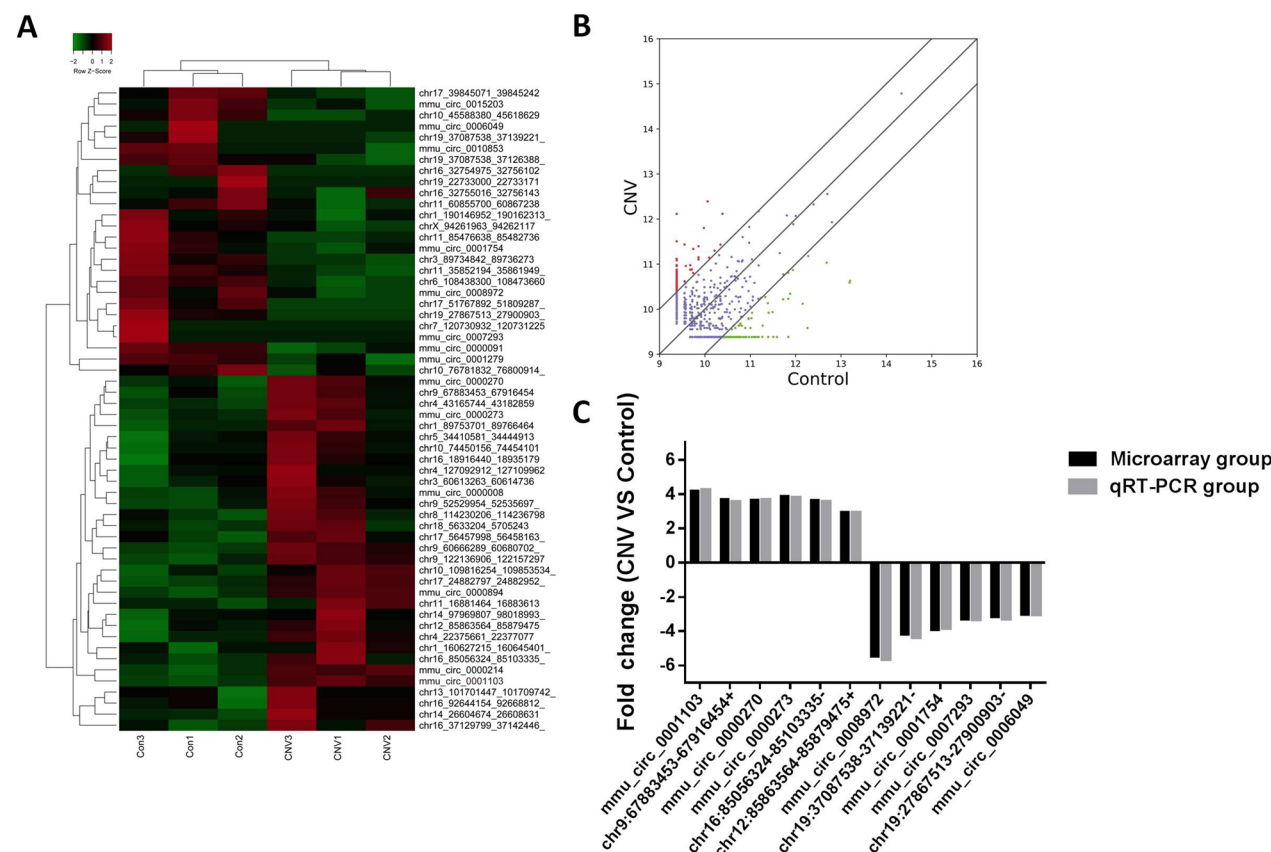 A
−2 0 1 2
Row Z-Score
chr17_39845071_39845242
mmu_circ_0015203
chr10_45588380_45618629
mmu_circ_0006049
chr19_37087538_37139221_
mmu_circ_0010853
chr19_37087538_37126388_
chr16_32754975_32756102
chr19_22733000_22733171
chr16_32755016_32756143
chr11_60855700_60867238
chr1_190146952_190162313_
chrX_94261963_94262117
chr11_85476638_85482736
mmu_circ_0001754
chr3_89734842_89736273
chr11_35852194_35861949_
chr6_108438300_108473660
mmu_circ_0008972
chr17_51767892_51809287_
chr19_27867513_27900903_
chr7_120730932_120731225
mmu_circ_0007293
mmu_circ_0000091
mmu_circ_0001279
chr10_76781832_76800914_
mmu_circ_0000270
chr9_67883453_67916454
chr4_43165744_43182859
mmu_circ_0000273
chr1_89753701_89766464
chr5_34410581_34444913
chr10_74450156_74454101
chr16_18916440_18935179
chr4_127092912_127109962
chr3_60613263_60614736
mmu_circ_0000008
chr9_52529954_52535697_
chr8_114230206_114236798
chr18_5633204_5705243
chr17_56457998_56458163_
chr9_60666289_60680702_
chr9_122136906_122157297
chr10_109816254_109853534_
chr17_24882797_24882952_
mmu_circ_0000894
chr11_16881464_16883613
chr14_97969807_98018993_
chr12_85863564_85879475
chr4_22375661_22377077
chr1_160627215_160645401_
chr16_85056324_85103335_
mmu_circ_0000214
mmu_circ_0001103
chr13_101701447_101709742_
chr16_92644154_92668812_
chr14_26604674_26608631
chr16_37129799_37142446_
Con3 Con1 Con2 CNV3 CNV1 CNV2
B
16
15
14
13
12
11
10
9
CNV
9 10 11 12 13 14 15 16
Control
C
Fold change (CNV VS Control)
6
4
2
0
-2
-4
-6
Microarray group
qRT-PCR group
mmu_circ_0001103
chr9:67883453-67916454+
mmu_circ_0000270
mmu_circ_0000273
chr16:85056324-85103335-
chr12:85863564-85879475+
mmu_circ_0008972
chr19:37087538-37139221-
mmu_circ_0001754
mmu_circ_0007293
chr19:27867513-27900903-
mmu_circ_0006049